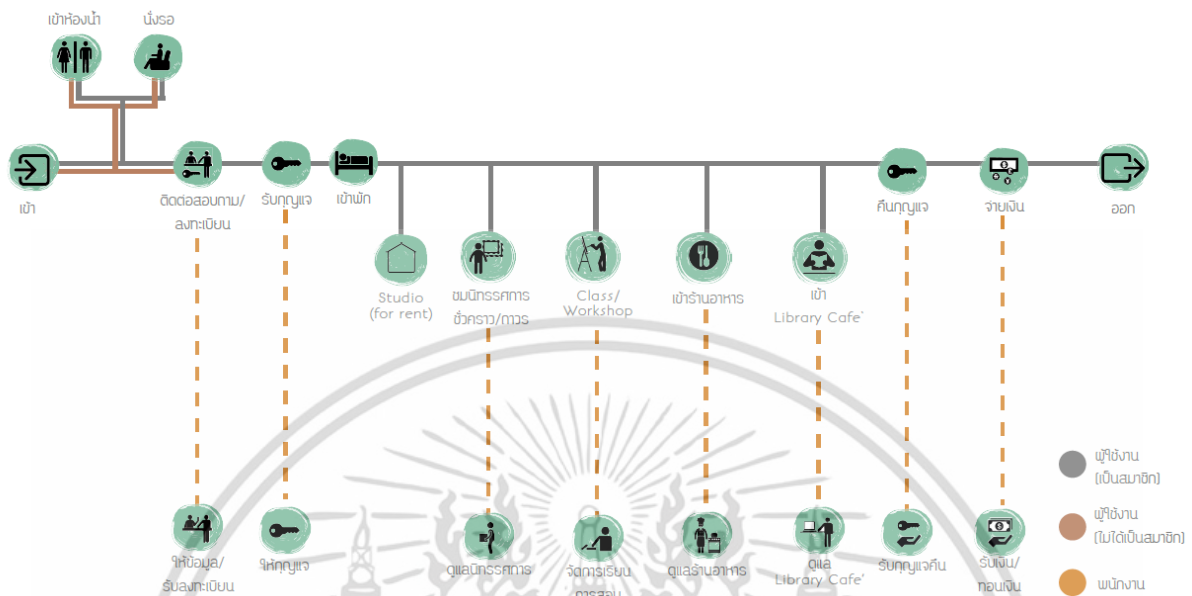 เข้าห้องน้ำ
นั่งรอ
เข้า
ติดต่อสอบถาม/
ลงทะเบียน
รับกุญแจ
เข้าพัก
คืนกุญแจ
จ่ายเงิน
ออก
Studio
(for rent)
ชมนิทรรศการ
ชั่วคราว/ถาวร
Class/
Workshop
เข้าร้านอาหาร
เข้า
Library Cafe'
ผู้ใช้งาน
(เป็นสมาชิก)
ผู้ใช้งาน
(ไม่ได้เป็นสมาชิก)
พนักงาน
ให้ข้อมูล/
รับลงทะเบียน
ให้กุญแจ
ดูแลนิทรรศการ
จัดการเรียน
การสอน
ดูแลร้านอาหาร
ดูแล
Library Cafe'
รับกุญแจคืน
รับเงิน/
ทอนเงิน